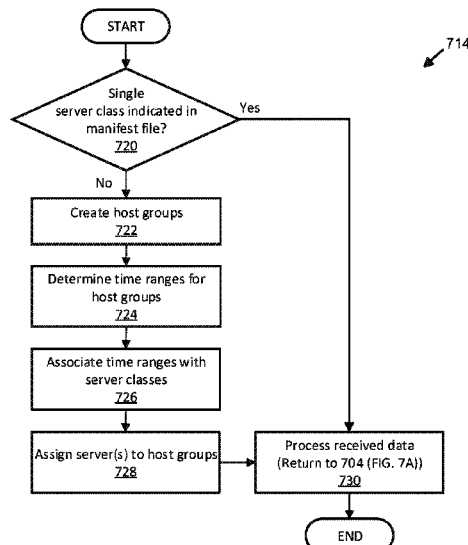 START
714
Single
server class indicated in
manifest file?
720
Yes
No
Create host groups
722
Determine time ranges for
host groups
724
Associate time ranges with
server classes
726
Assign server(s) to host groups
728
Process received data
(Return to 704 (FIG. 7A))
730
END